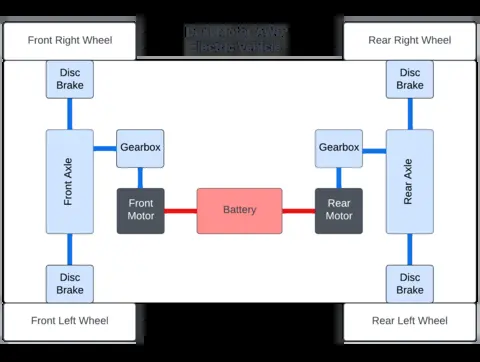 Front Right Wheel
Dual Motor AWD
Electric Vehicle
Rear Right Wheel
Disc
Brake
Disc
Brake
Gearbox
Gearbox
Front Axle
Rear Axle
Front
Motor
Battery
Rear
Motor
Disc
Brake
Disc
Brake
Front Left Wheel
Rear Left Wheel